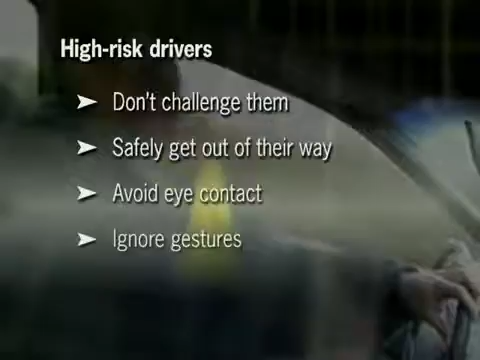 High-risk drivers
Don't challenge them
Safely get out of their way
Avoid eye contact
Ignore gestures